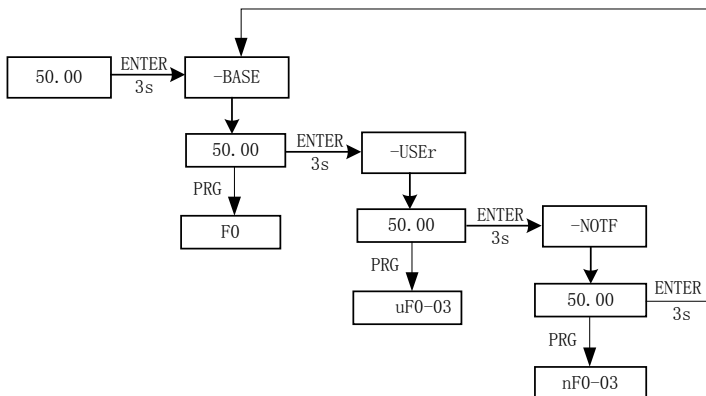 50.00
ENTER
3s
-BASE
50.00
ENTER
3s
-USEr
PRG
F0
50.00
ENTER
3s
-NOTF
PRG
uF0-03
50.00
ENTER
3s
PRG
nF0-03